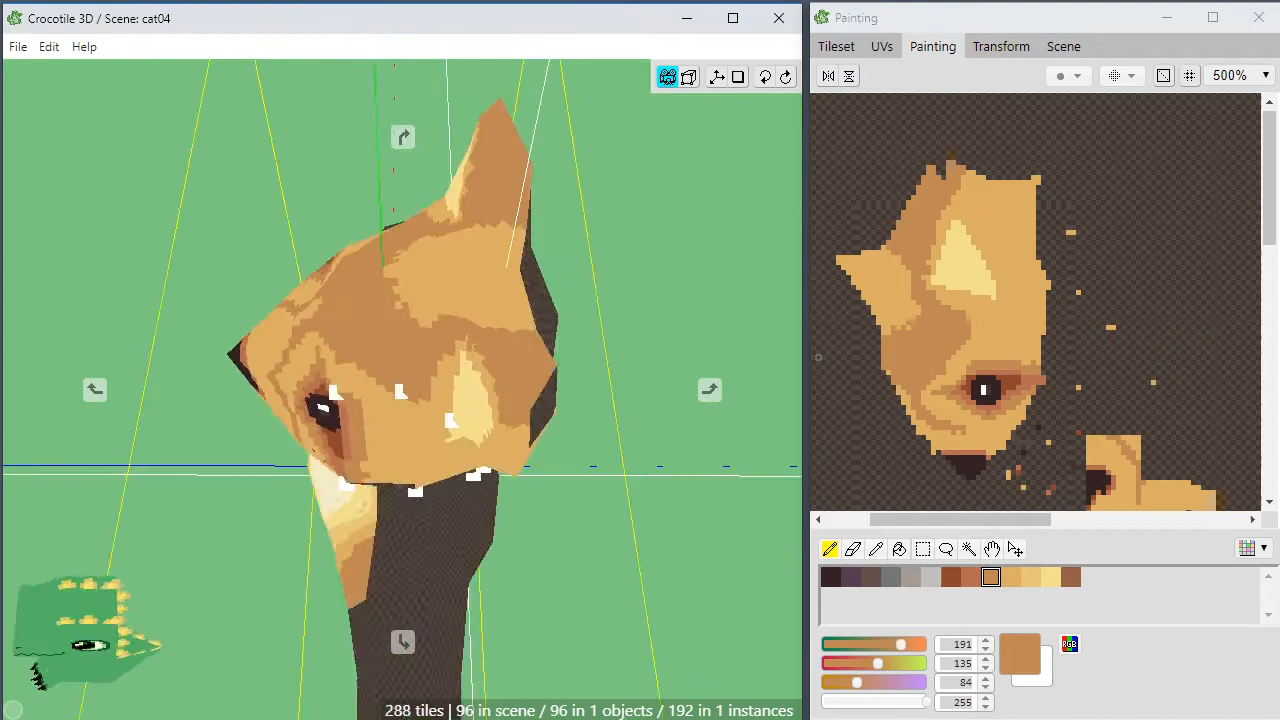 Crocotile 3D / Scene: cat04
File Edit Help
288 tiles | 96 in scene / 96 in 1 objects / 192 in 1 instances
Painting
Tileset UVs Painting Transform Scene
500%
191
135
84
255
RGB